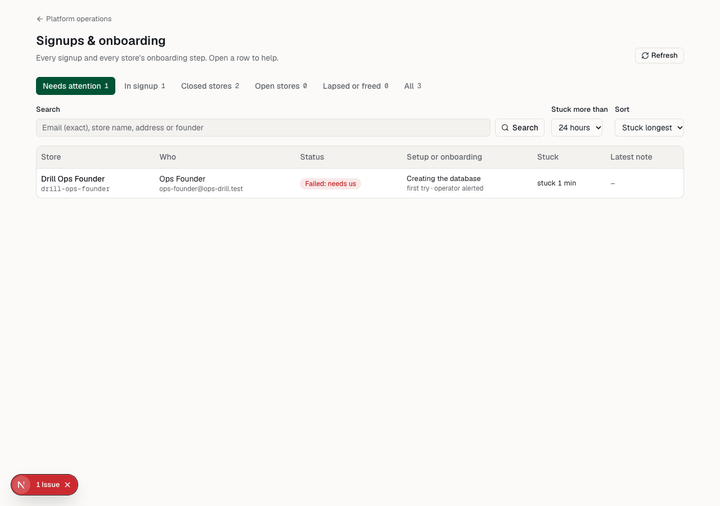 ← Platform operations
Signups & onboarding
Every signup and every store's onboarding step. Open a row to help.
Refresh
Needs attention 1 In signup 1 Closed stores 2 Open stores 0 Lapsed or freed 0 All 3
Search Stuck more than Sort
Email (exact), store name, address or founder Search 24 hours Stuck longest
Store Who Status Setup or onboarding Stuck Latest note
Drill Ops Founder Ops Founder Failed: needs us Creating the database stuck 1 min –
drill-ops-founder ops-founder@ops-drill.test first try · operator alerted
N 1 Issue ×